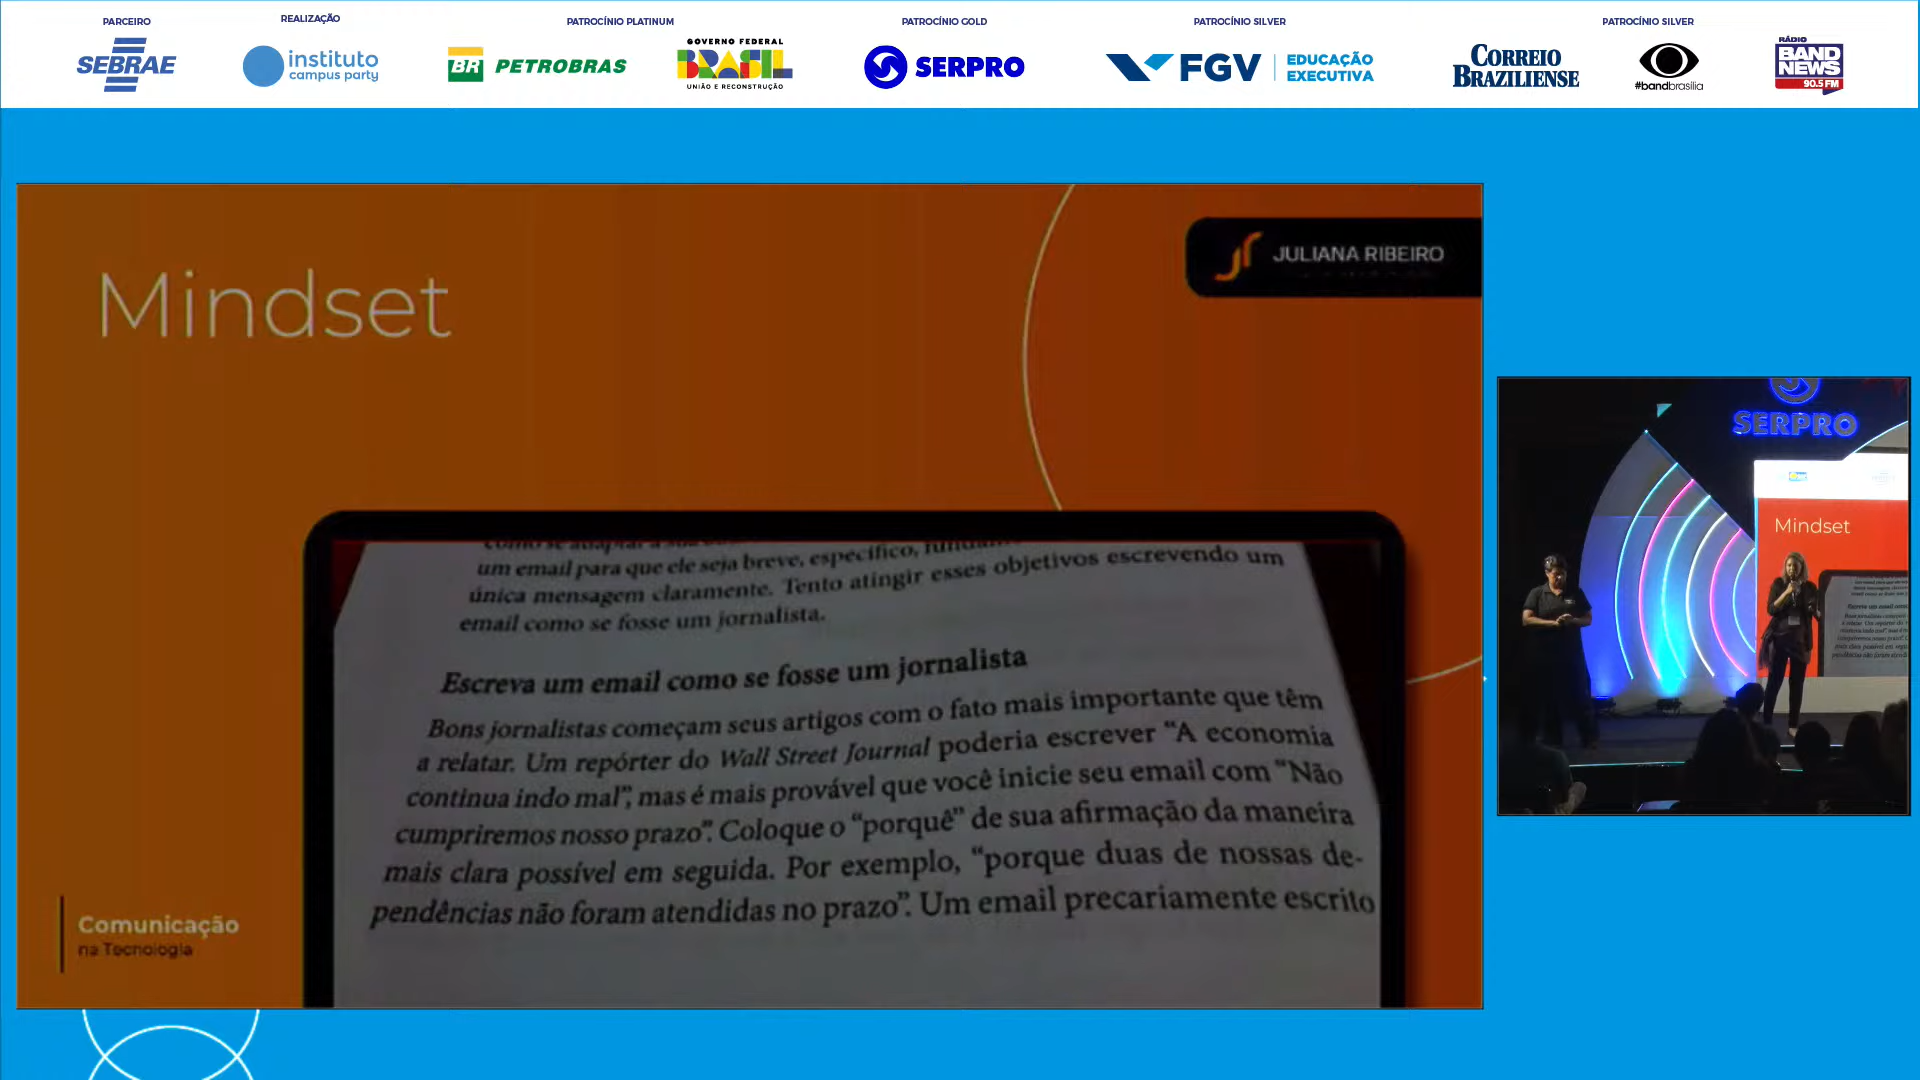 PARCEIRO
REALIZAÇÃO
PATROCÍNIO PLATINUM
PATROCÍNIO GOLD
PATROCÍNIO SILVER
PATROCÍNIO SILVER
SEBRAE
instituto
campus party
BR PETROBRAS
GOVERNO FEDERAL
BRASIL
UNIÃO E RECONSTRUÇÃO
SERPRO
FGV
EDUCAÇÃO
EXECUTIVA
CORREIO
BRAZILIENSE
#bandbrasília
RÁDIO
BAND
NEWS
90.5 FM
Mindset
JULIANA RIBEIRO
como se adaptar a sua
um email para que ele seja breve, específico,
única mensagem claramente. Tento atingir esses objetivos escrevendo um
email como se fosse um jornalista.
Escreva um email como se fosse um jornalista
Bons jornalistas começam seus artigos com o fato mais importante que têm
a relatar. Um repórter do Wall Street Journal poderia escrever “A economia
continua indo mal”, mas é mais provável que você inicie seu email com “Não
cumpriremos nosso prazo”. Coloque o “porquê” de sua afirmação da maneira
mais clara possível em seguida. Por exemplo, “porque duas de nossas de-
pendências não foram atendidas no prazo”. Um email precariamente escrito
Comunicação
na Tecnologia
SERPRO
Mindset